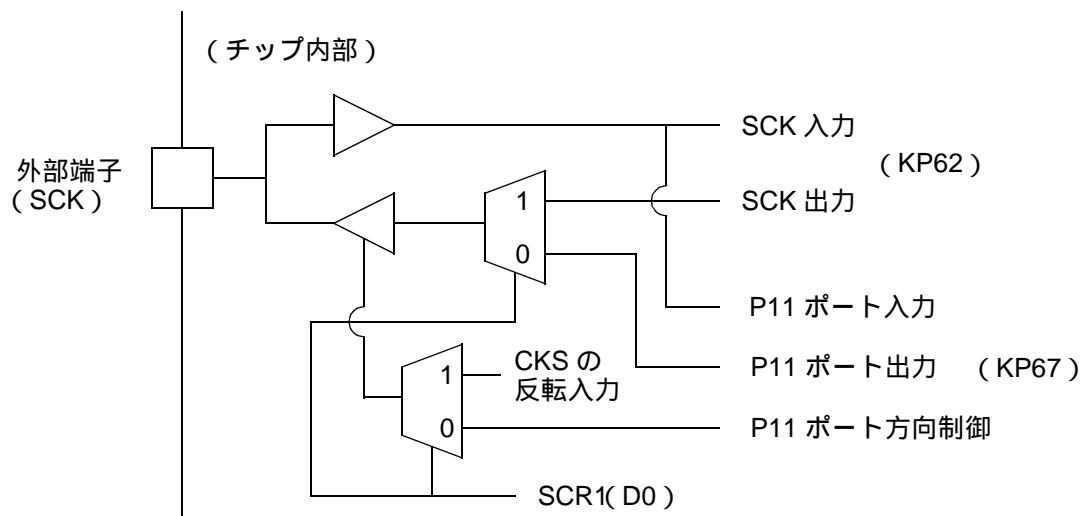 ( チップ内部 )
SCK 入力
( KP62 )
外部端子
( SCK )
SCK 出力
1
0
P11 ポート入力
CKS の
反転入力
1
P11 ポート出力 ( KP67 )
0
P11 ポート方向制御
SCR1( D0 )